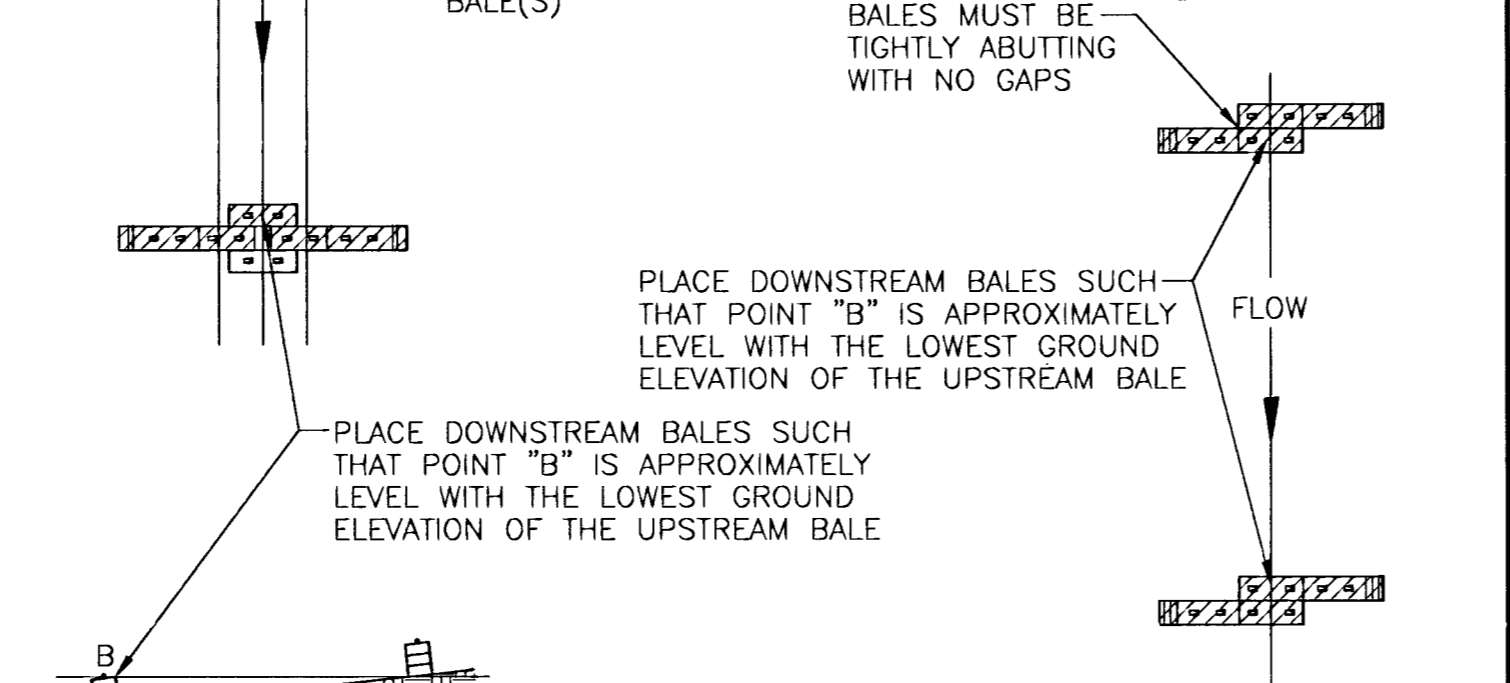 BALE(S)
BALES MUST BE
TIGHTLY ABUTTING
WITH NO GAPS
PLACE DOWNSTREAM BALES SUCH
THAT POINT "B" IS APPROXIMATELY
LEVEL WITH THE LOWEST GROUND
ELEVATION OF THE UPSTREAM BALE
FLOW
PLACE DOWNSTREAM BALES SUCH
THAT POINT "B" IS APPROXIMATELY
LEVEL WITH THE LOWEST GROUND
ELEVATION OF THE UPSTREAM BALE
B